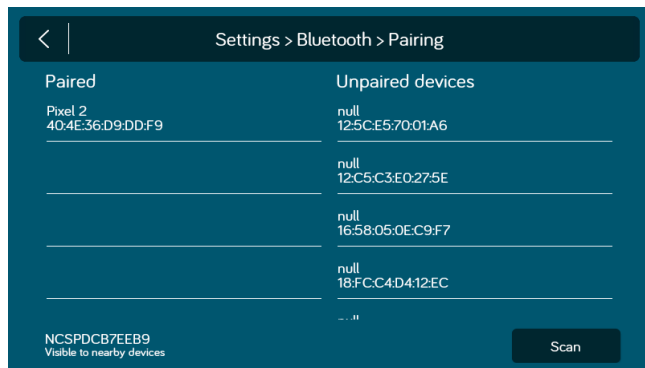 Settings > Bluetooth > Pairing
Paired
Pixel 2
40:4E:36:D9:DD:F9
Unpaired devices
null
12:5C:E5:70:01:A6
null
12:C5:C3:E0:27:5E
null
16:58:05:0E:C9:F7
null
18:FC:C4:D4:12:EC
NCSPDCB7EEB9
Visible to nearby devices
Scan